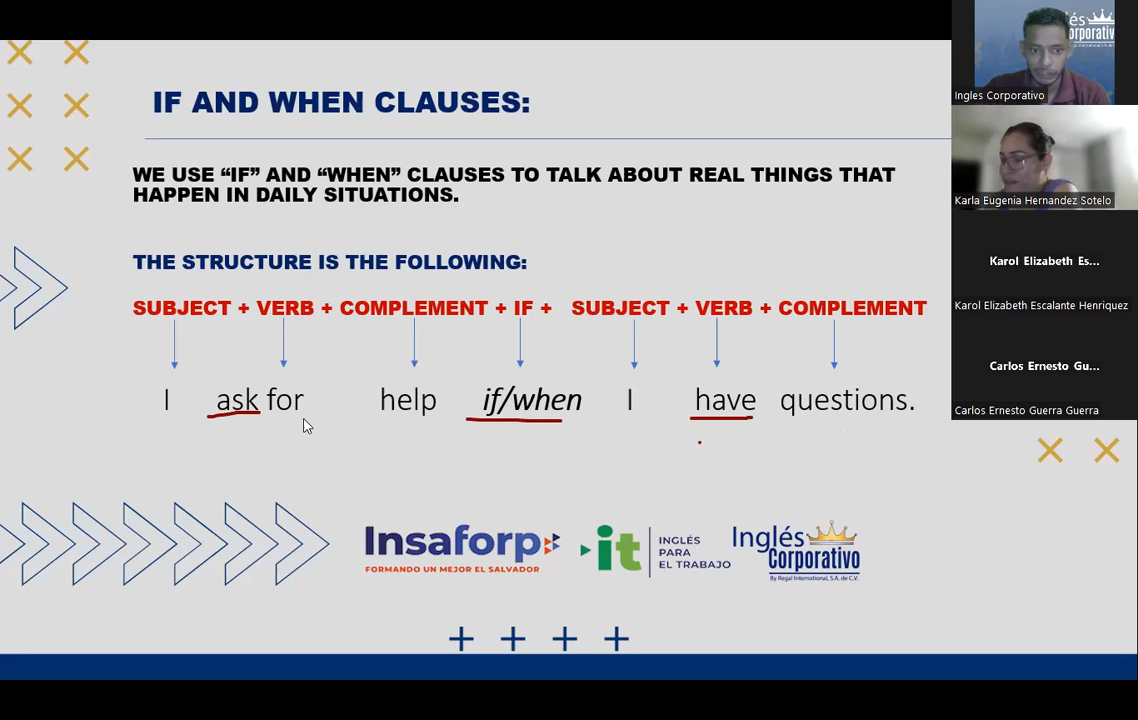 IF AND WHEN CLAUSES:
WE USE “IF” AND “WHEN” CLAUSES TO TALK ABOUT REAL THINGS THAT
HAPPEN IN DAILY SITUATIONS.
THE STRUCTURE IS THE FOLLOWING:
SUBJECT + VERB + COMPLEMENT + IF + SUBJECT + VERB + COMPLEMENT
I ask for help if/when I have questions.
Insaforp
FORMANDO UN MEJOR EL SALVADOR
it
INGLÉS
PARA
EL TRABAJO
Inglés
Corporativo
By Regal International, S.A. de C.V.
Ingles Corporativo
Karla Eugenia Hernandez Sotelo
Karol Elizabeth Es...
Karol Elizabeth Escalante Henriquez
Carlos Ernesto Gu...
Carlos Ernesto Guerra Guerra